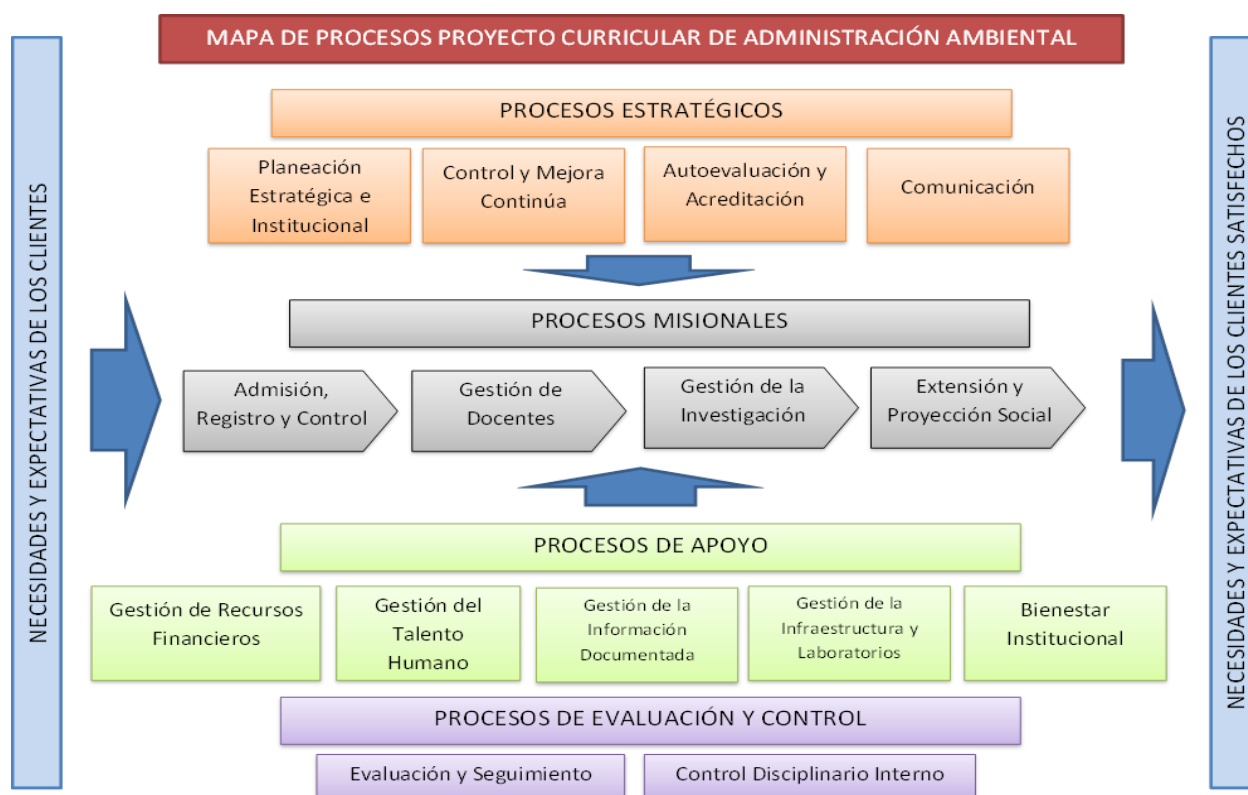 MAPA DE PROCESOS PROYECTO CURRICULAR DE ADMINISTRACIÓN AMBIENTAL
NECESIDADES Y EXPECTATIVAS DE LOS CLIENTES
PROCESOS ESTRATÉGICOS
Planeación
Estratégica e
Institucional
Control y Mejora
Continúa
Autoevaluación y
Acreditación
Comunicación
PROCESOS MISIONALES
Admisión,
Registro y Control
Gestión de
Docentes
Gestión de la
Investigación
Extensión y
Proyección Social
PROCESOS DE APOYO
Gestión de Recursos
Financieros
Gestión del
Talento
Humano
Gestión de la
Información
Documentada
Gestión de la
Infraestructura y
Laboratorios
Bienestar
Institucional
PROCESOS DE EVALUACIÓN Y CONTROL
Evaluación y Seguimiento
Control Disciplinario Interno
NECESIDADES Y EXPECTATIVAS DE LOS CLIENTES SATISFECHOS